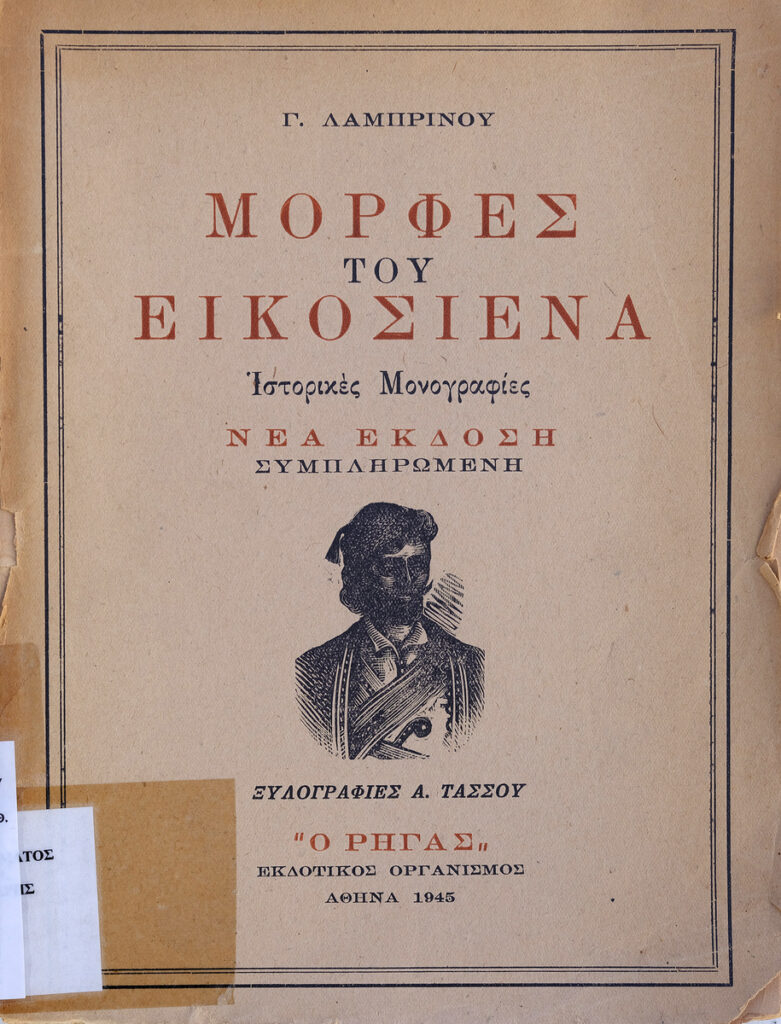 Γ. ΛΑΜΠΡΙΝΟΥ
ΜΟΡΦΕΣ
ΤΟΥ
ΕΙΚΟΣΙΕΝΑ
Ἱστορικὲς Μονογραφίες
ΝΕΑ ΕΚΔΟΣΗ
ΣΥΜΠΛΗΡΩΜΕΝΗ
ΞΥΛΟΓΡΑΦΙΕΣ Α. ΤΑΣΣΟΥ
"Ο ΡΗΓΑΣ„
ΕΚΔΟΤΙΚΟΣ ΟΡΓΑΝΙΣΜΟΣ
ΑΘΗΝΑ 1945